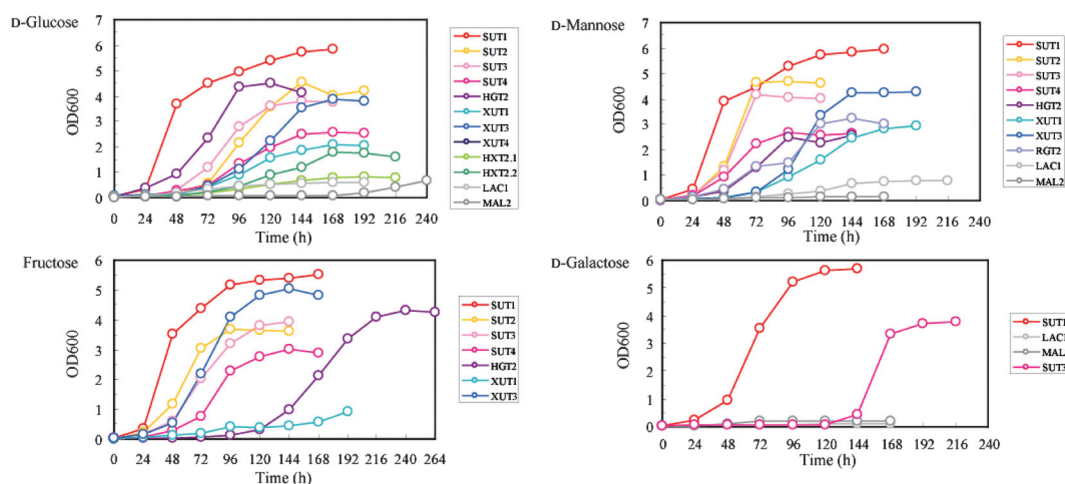 D-Glucose
7
6
5
4
3
2
1
0
OD600
0 24 48 72 96 120 144 168 192 216 240
Time (h)
SUT1
SUT2
SUT3
SUT4
HGT2
XUT1
XUT3
XUT4
HXT2.1
HXT2.2
LAC1
MAL2
D-Mannose
7
6
5
4
3
2
1
0
OD600
0 24 48 72 96 120 144 168 192 216 240
Time (h)
SUT1
SUT2
SUT3
SUT4
HGT2
XUT1
XUT3
RGT2
LAC1
MAL2
Fructose
6
5
4
3
2
1
0
OD600
0 24 48 72 96 120 144 168 192 216 240 264
Time (h)
SUT1
SUT2
SUT3
SUT4
HGT2
XUT1
XUT3
D-Galactose
6
5
4
3
2
1
0
OD600
0 24 48 72 96 120 144 168 192 216 240
Time (h)
SUT1
LAC1
MAL
SUT3